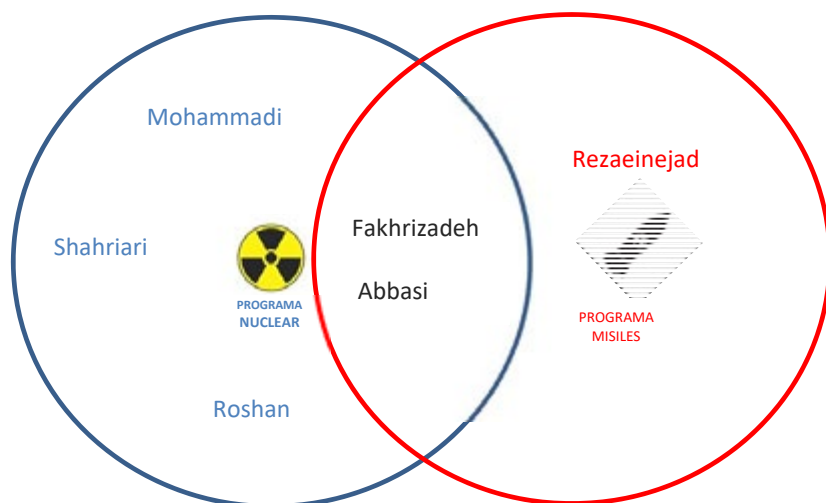 Mohammadi
Rezaeinejad
Fakhrizadeh
Shahriari
Abbasi
PROGRAMA
NUCLEAR
PROGRAMA
MISILES
Roshan